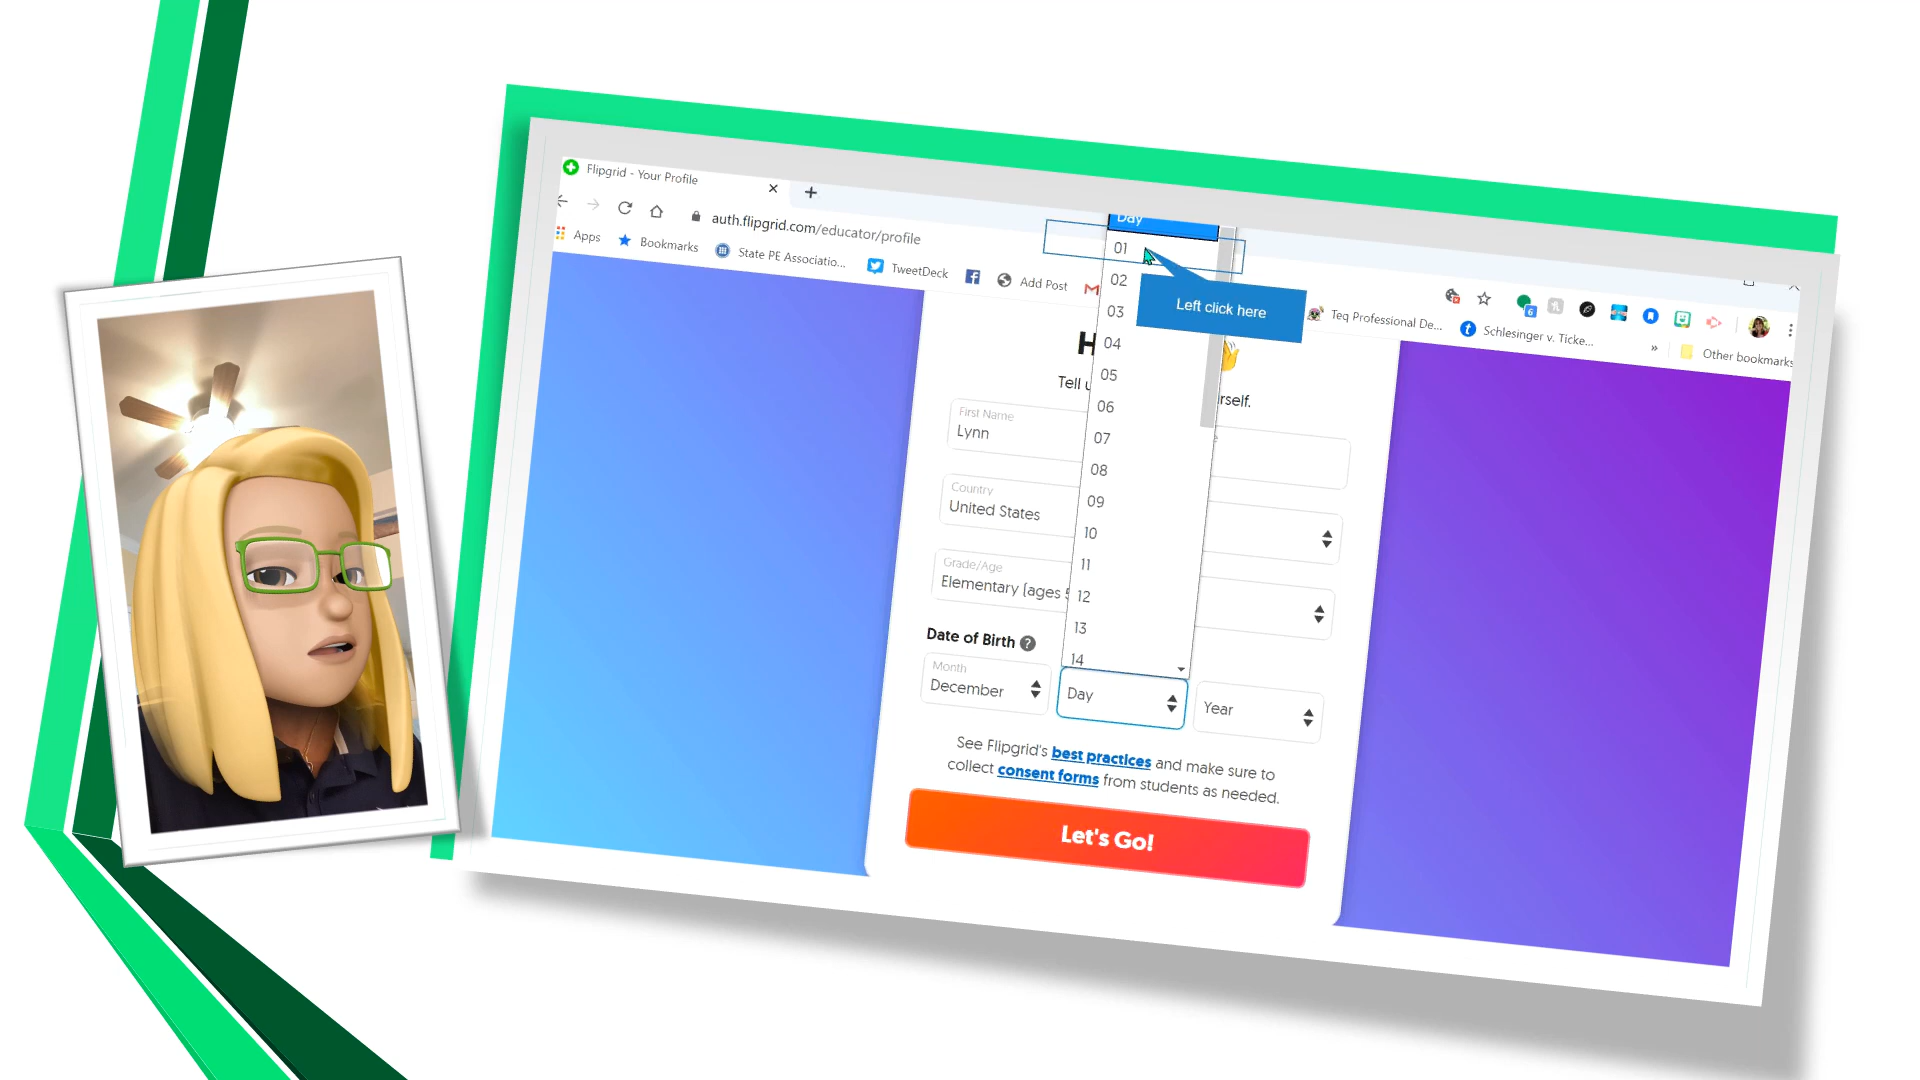 Flipgrid - Your Profile
auth.flipgrid.com/educator/profile
Apps
Bookmarks
State PE Associatio...
TweetDeck
Add Post
Teq Professional De...
Schlesinger v. Ticke...
»
Other bookmarks
6
Day
01
02
03
04
05
06
07
08
09
10
11
12
13
14
Left click here
H
Tell
rself.
First Name
Lynn
Country
United States
Grade/Age
Elementary (ages
Date of Birth ?
Month
December
Day
Year
See Flipgrid's best practices and make sure to
collect consent forms from students as needed.
Let's Go!